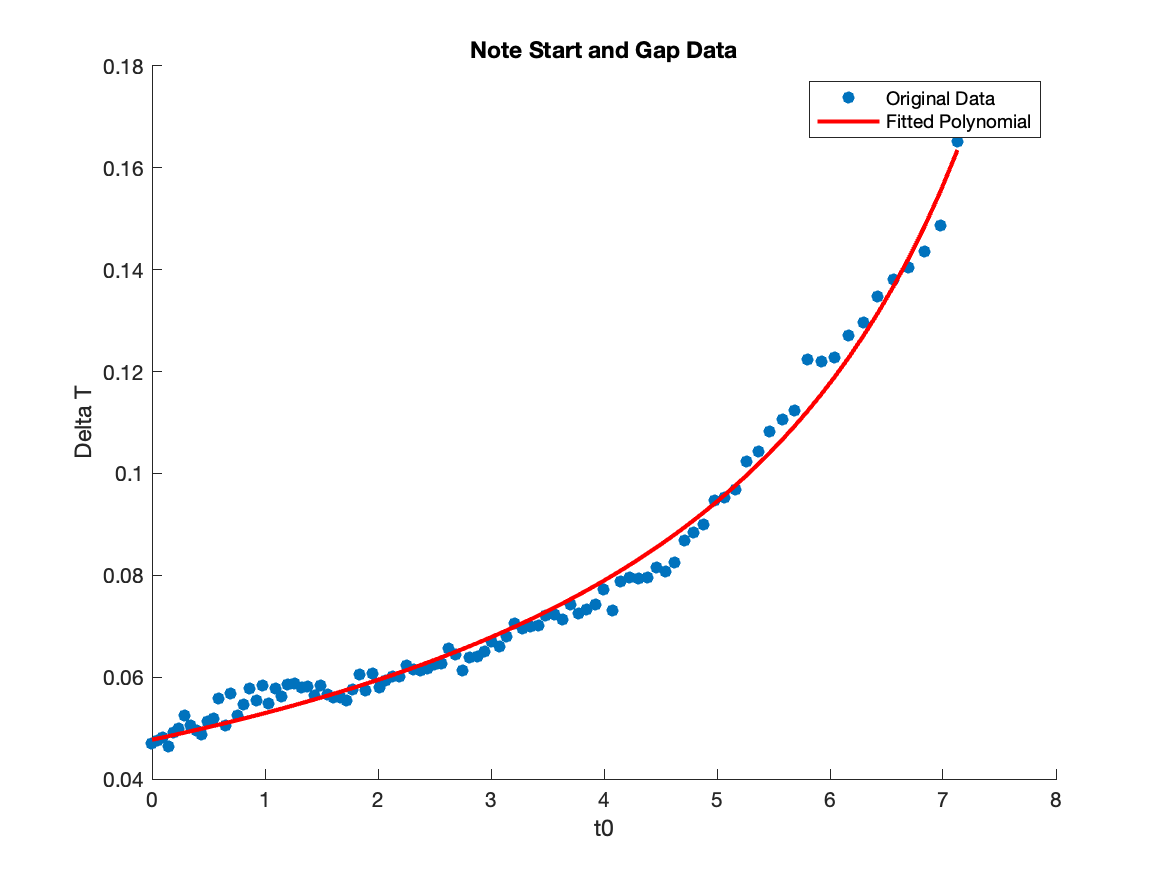 Note Start and Gap Data
Original Data
Fitted Polynomial
0.18
0.16
0.14
0.12
0.1
0.08
0.06
0.04
Delta T
0 1 2 3 4 5 6 7 8
t0